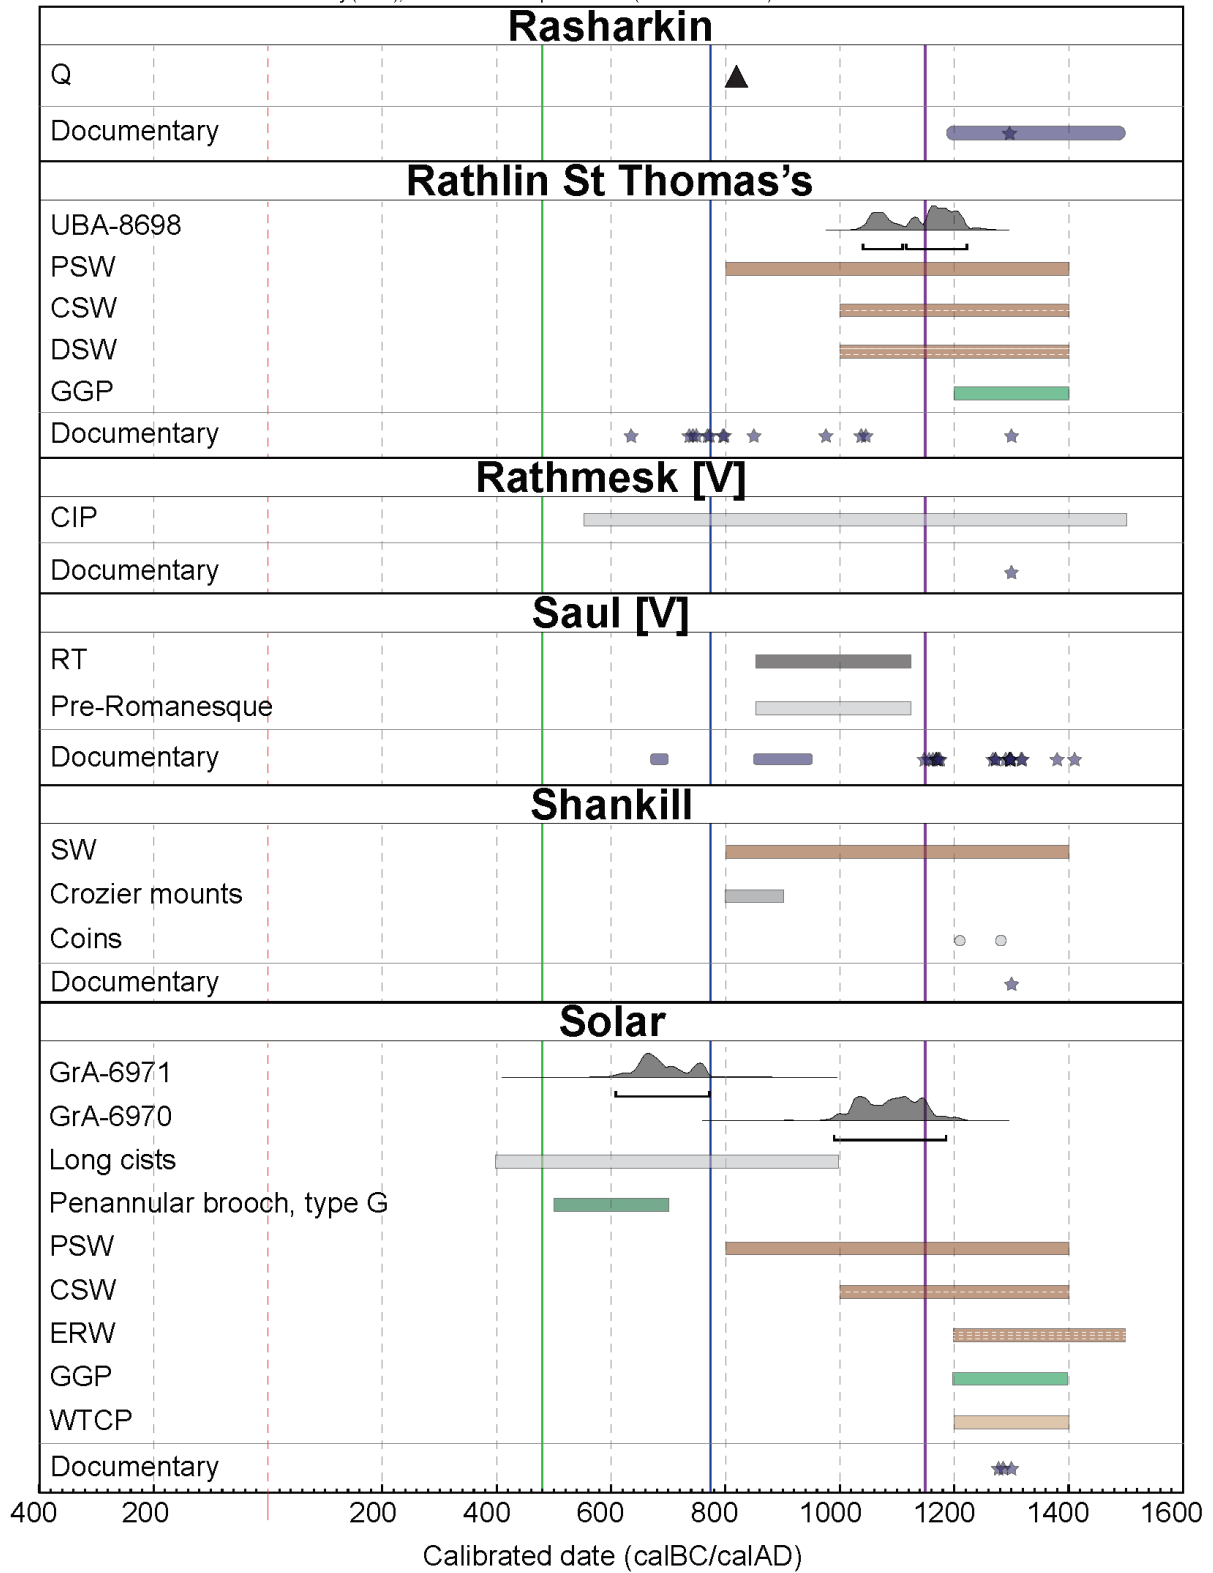 Rasharkin
Q
Documentary
Rathlin St Thomas's
UBA-8698
PSW
CSW
DSW
GGP
Documentary
Rathmesk [V]
CIP
Documentary
Saul [V]
RT
Pre-Romanesque
Documentary
Shankill
SW
Crozier mounts
Coins
Documentary
Solar
GrA-6971
GrA-6970
Long cists
Penannular brooch, type G
PSW
CSW
ERW
GGP
WTCP
Documentary
400 200 200 400 600 800 1000 1200 1400 1600
Calibrated date (calBC/calAD)